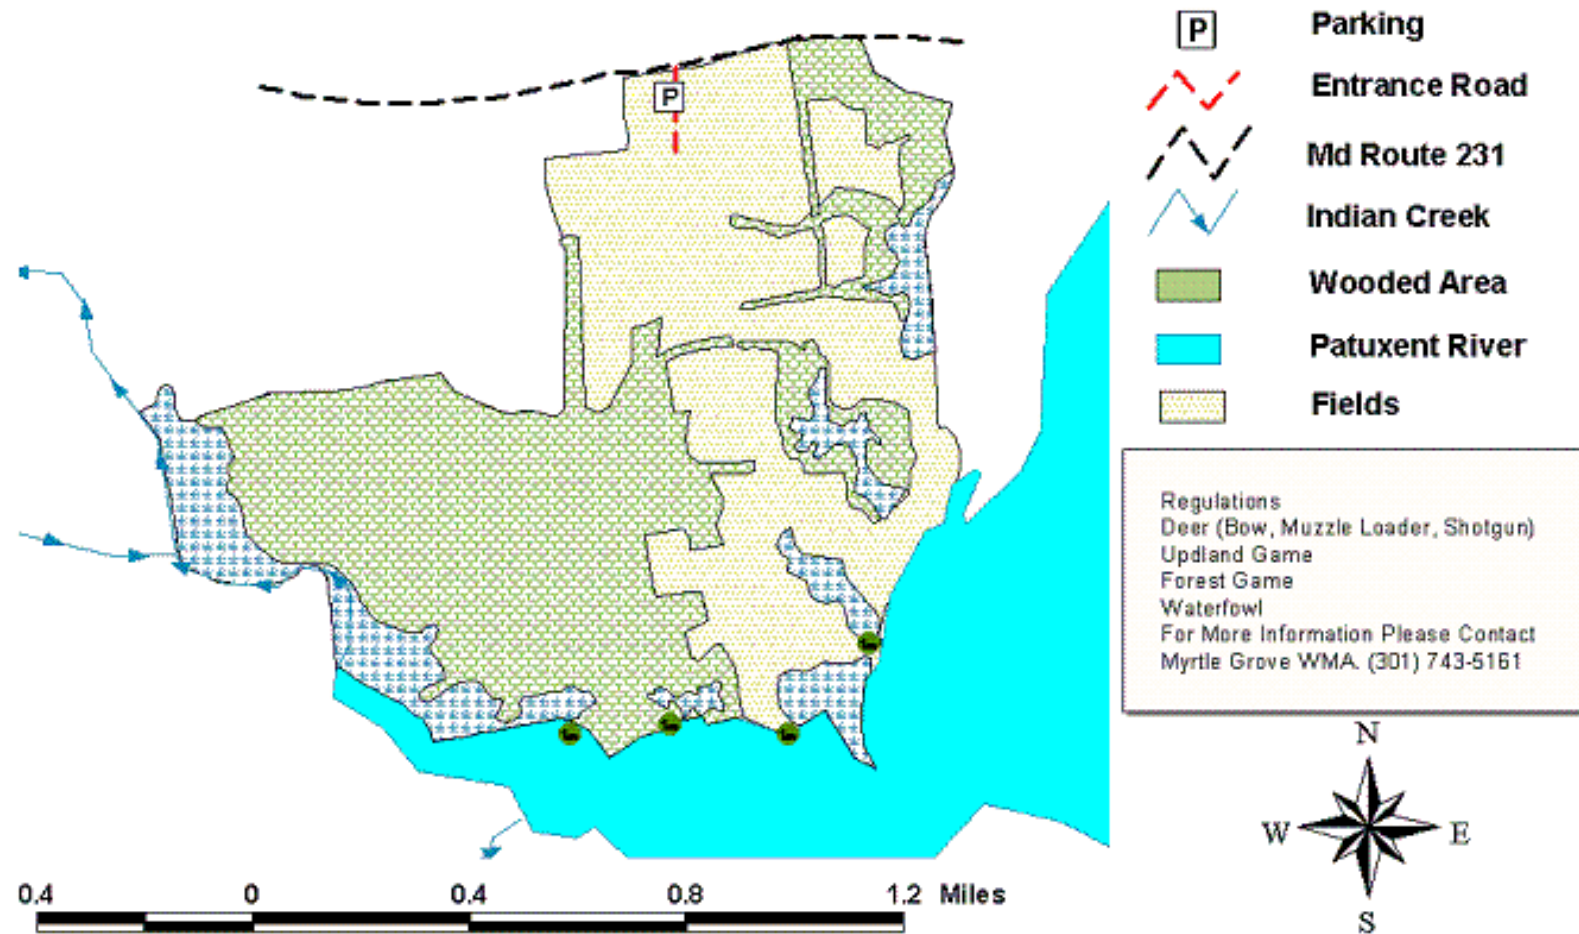 P
Parking
Entrance Road
Md Route 231
Indian Creek
Wooded Area
Patuxent River
Fields
P
Regulations
Deer (Bow, Muzzle Loader, Shotgun)
Updland Game
Forest Game
Waterfowl
For More Information Please Contact
Myrtle Grove WMA. (301) 743-5161
N
W E
S
0.4 0 0.4 0.8 1.2 Miles